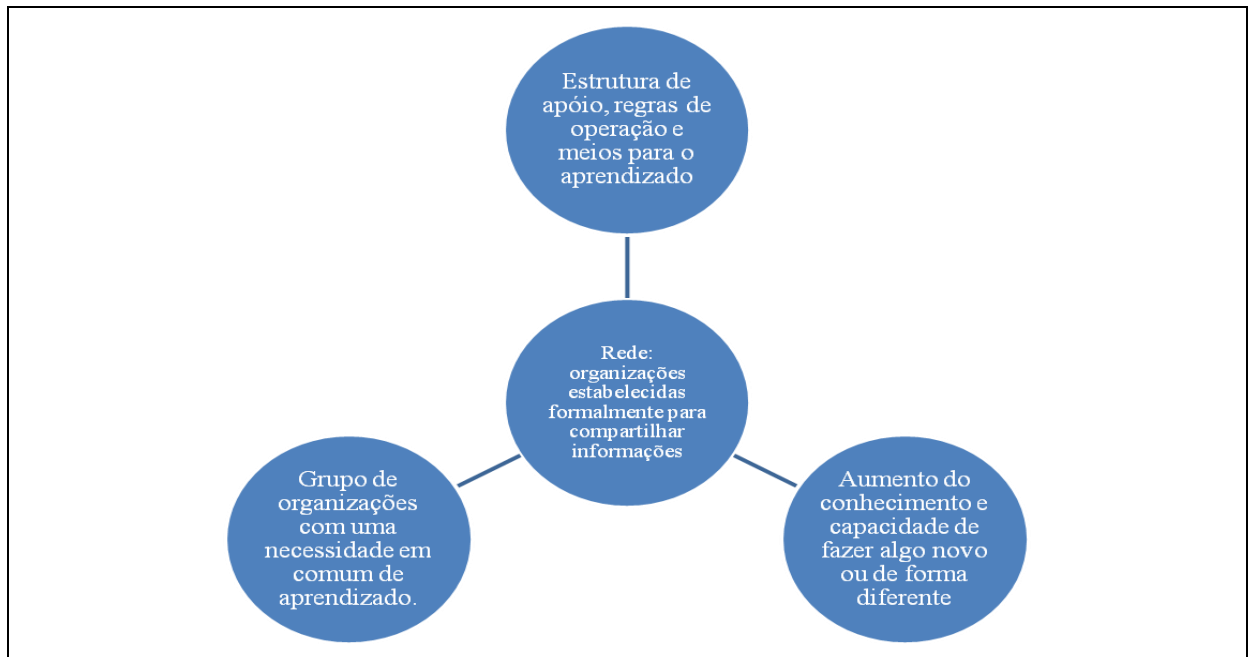 Estrutura de
apóio, regras de
operação e
meios para o
aprendizado
Rede:
organizações
estabelecidas
formalmente para
compartilhar
informações
Grupo de
organizações
com uma
necessidade em
comum de
aprendizado.
Aumento do
conhecimento e
capacidade de
fazer algo novo
ou de forma
diferente